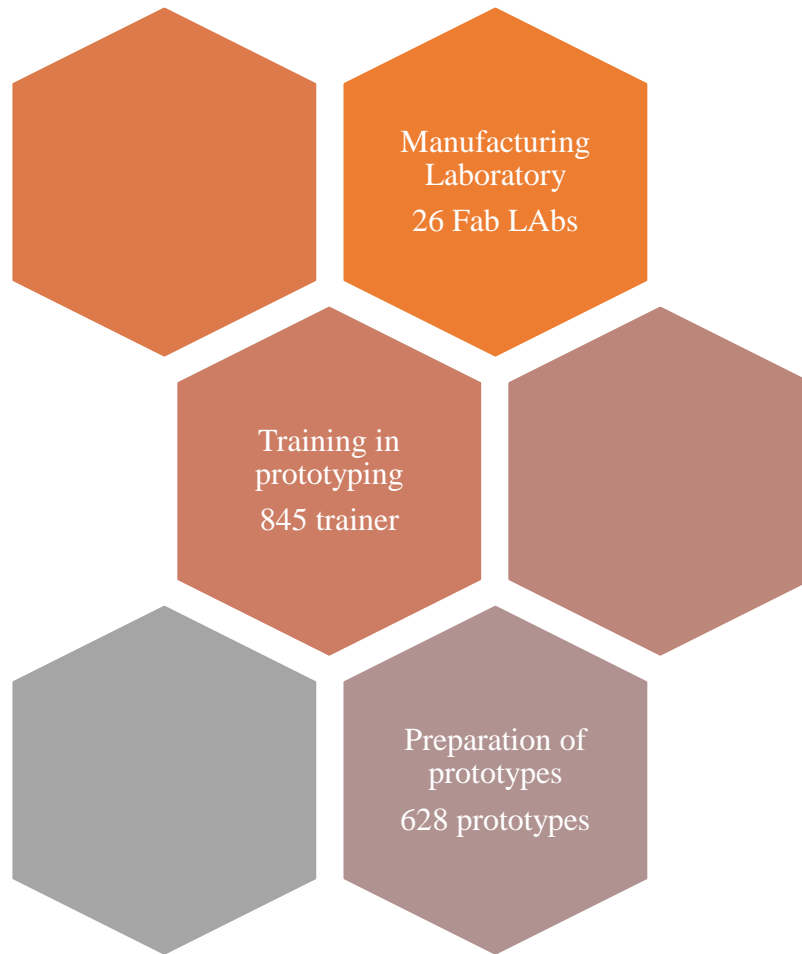 Manufacturing
Laboratory
26 Fab LAbs
Training in
prototyping
845 trainer
Preparation of
prototypes
628 prototypes